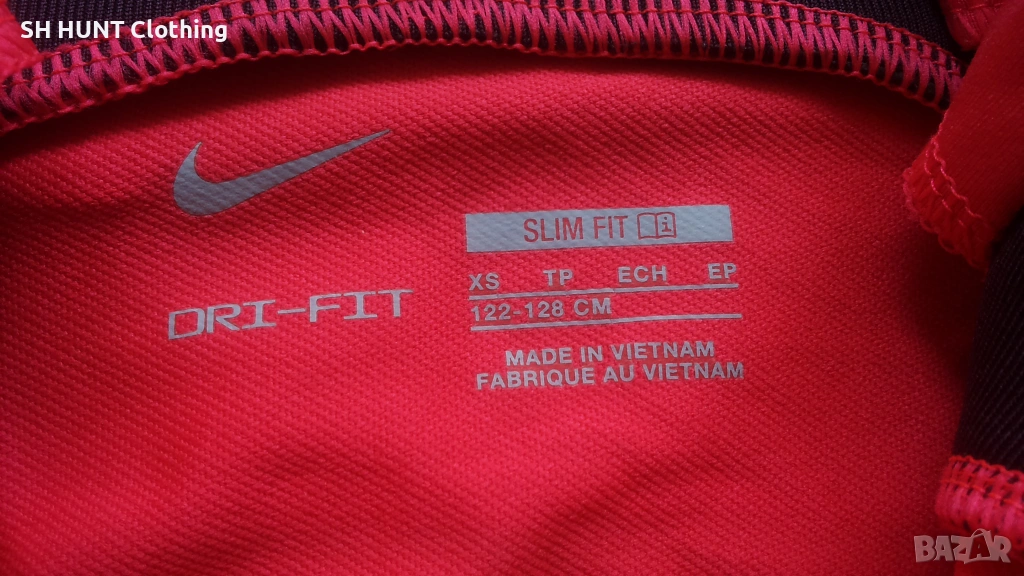 SH HUNT Clothing
SLIM FIT
DRI-FIT
XS TP ECH EP
122-128 CM
MADE IN VIETNAM
FABRIQUE AU VIETNAM
BAZAR